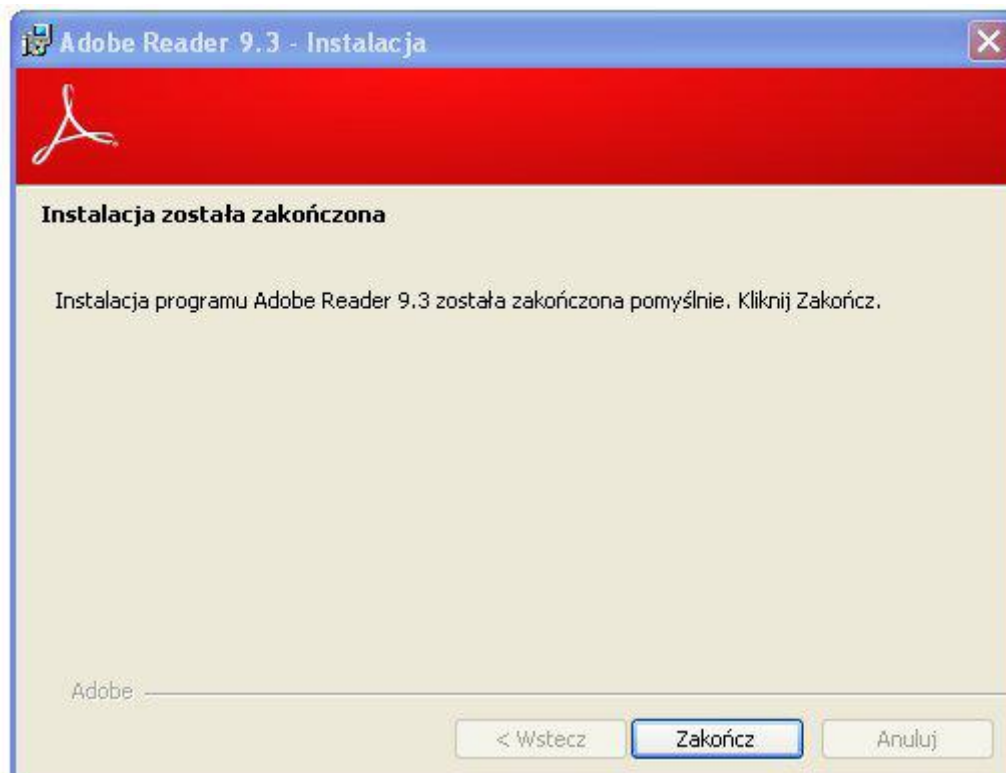 Adobe Reader 9.3 - Instalacja
Instalacja została zakończona
Instalacja programu Adobe Reader 9.3 została zakończona pomyślnie. Kliknij Zakończ.
Adobe
< Wstecz
Zakończ
Anuluj